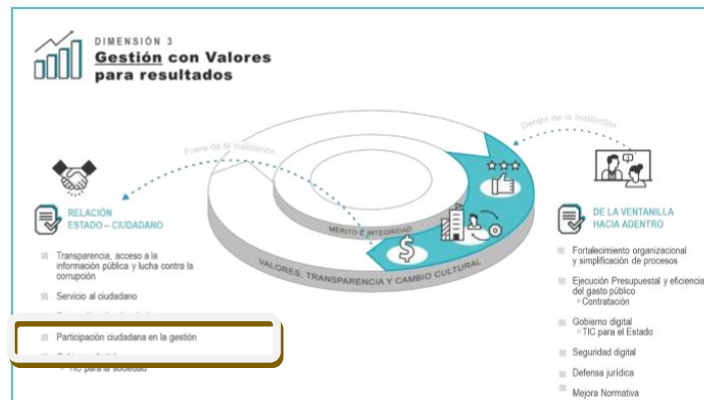 DIMENSIÓN 3
Gestión con Valores
para resultados
Fuera de la Institución
Dentro de la Institución
MÉRITO E INTEGRIDAD
VALORES, TRANSPARENCIA Y CAMBIO CULTURAL
RELACIÓN
ESTADO – CIUDADANO
Transparencia, acceso a la
información pública y lucha contra la
corrupción
Servicio al ciudadano
Participación ciudadana en la gestión
TIC para la sociedad
DE LA VENTANILLA
HACIA ADENTRO
Fortalecimiento organizacional
y simplificación de procesos
Ejecución Presupuestal y eficiencia
del gasto público
Contratación
Gobierno digital
TIC para el Estado
Seguridad digital
Defensa jurídica
Mejora Normativa